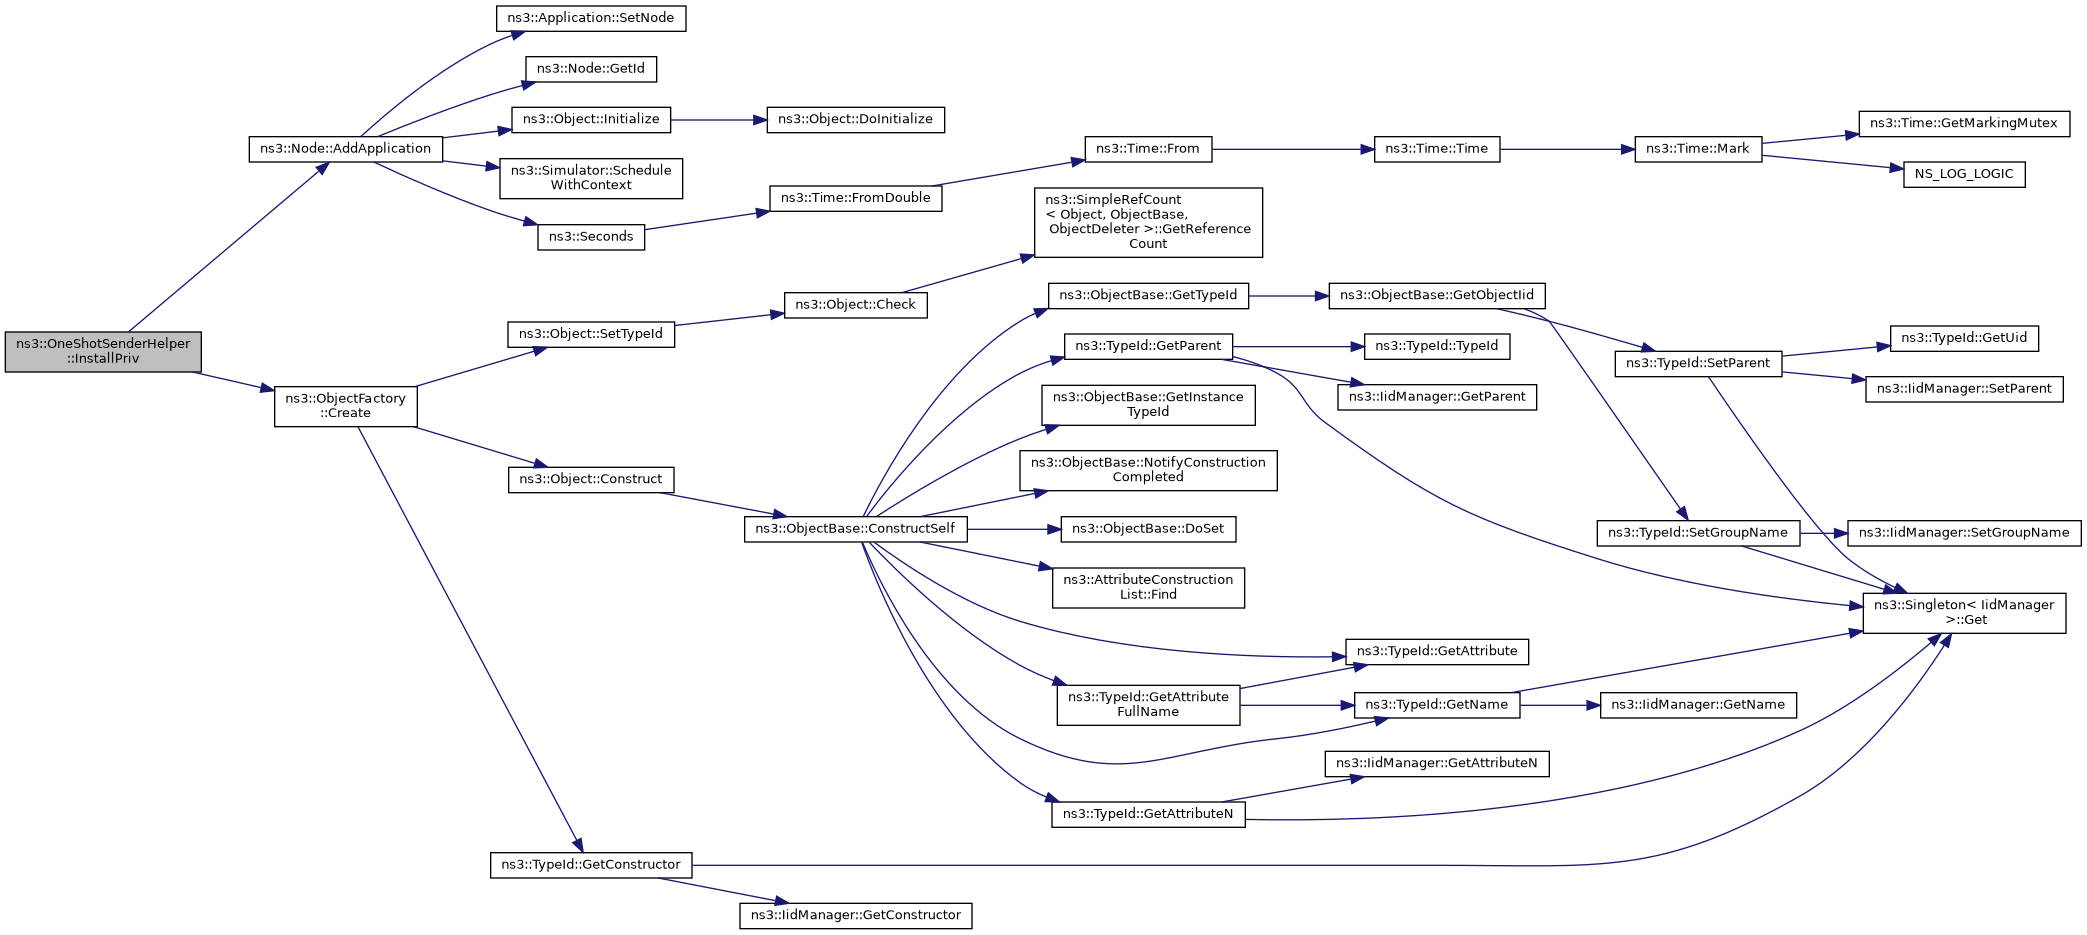 ns3::Application::SetNode
ns3::Node::GetId
ns3::Object::Initialize
ns3::Object::DoInitialize
ns3::Time::GetMarkingMutex
ns3::Node::AddApplication
ns3::Time::From
ns3::Time::Time
ns3::Time::Mark
ns3::Simulator::Schedule
WithContext
NS_LOG_LOGIC
ns3::Time::FromDouble
ns3::Seconds
ns3::SimpleRefCount
< Object, ObjectBase,
ObjectDeleter >::GetReference
Count
ns3::ObjectBase::GetTypeId
ns3::ObjectBase::GetObjectIid
ns3::Object::Check
ns3::OneShotSenderHelper
::InstallPriv
ns3::Object::SetTypeId
ns3::TypeId::GetParent
ns3::TypeId::TypeId
ns3::TypeId::GetUid
ns3::TypeId::SetParent
ns3::IidManager::SetParent
ns3::ObjectFactory
::Create
ns3::IidManager::GetParent
ns3::ObjectBase::GetInstance
TypeId
ns3::ObjectBase::NotifyConstruction
Completed
ns3::Object::Construct
ns3::ObjectBase::ConstructSelf
ns3::ObjectBase::DoSet
ns3::TypeId::SetGroupName
ns3::IidManager::SetGroupName
ns3::AttributeConstruction
List::Find
ns3::Singleton< IidManager
>::Get
ns3::TypeId::GetAttribute
ns3::TypeId::GetAttribute
FullName
ns3::TypeId::GetName
ns3::IidManager::GetName
ns3::IidManager::GetAttributeN
ns3::TypeId::GetAttributeN
ns3::TypeId::GetConstructor
ns3::IidManager::GetConstructor